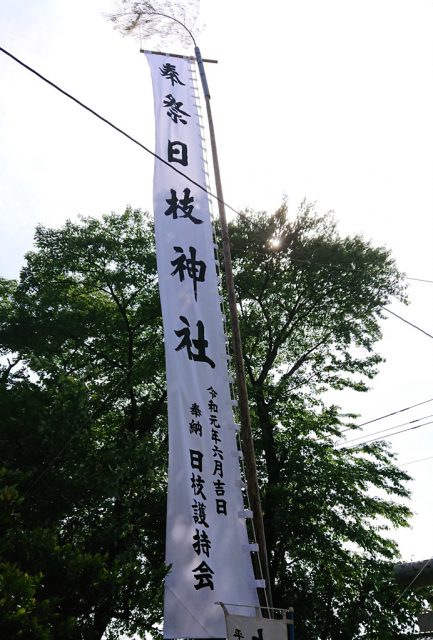 奉祭日枝神社
令和元年六月吉日
奉納 日枝護持会
平